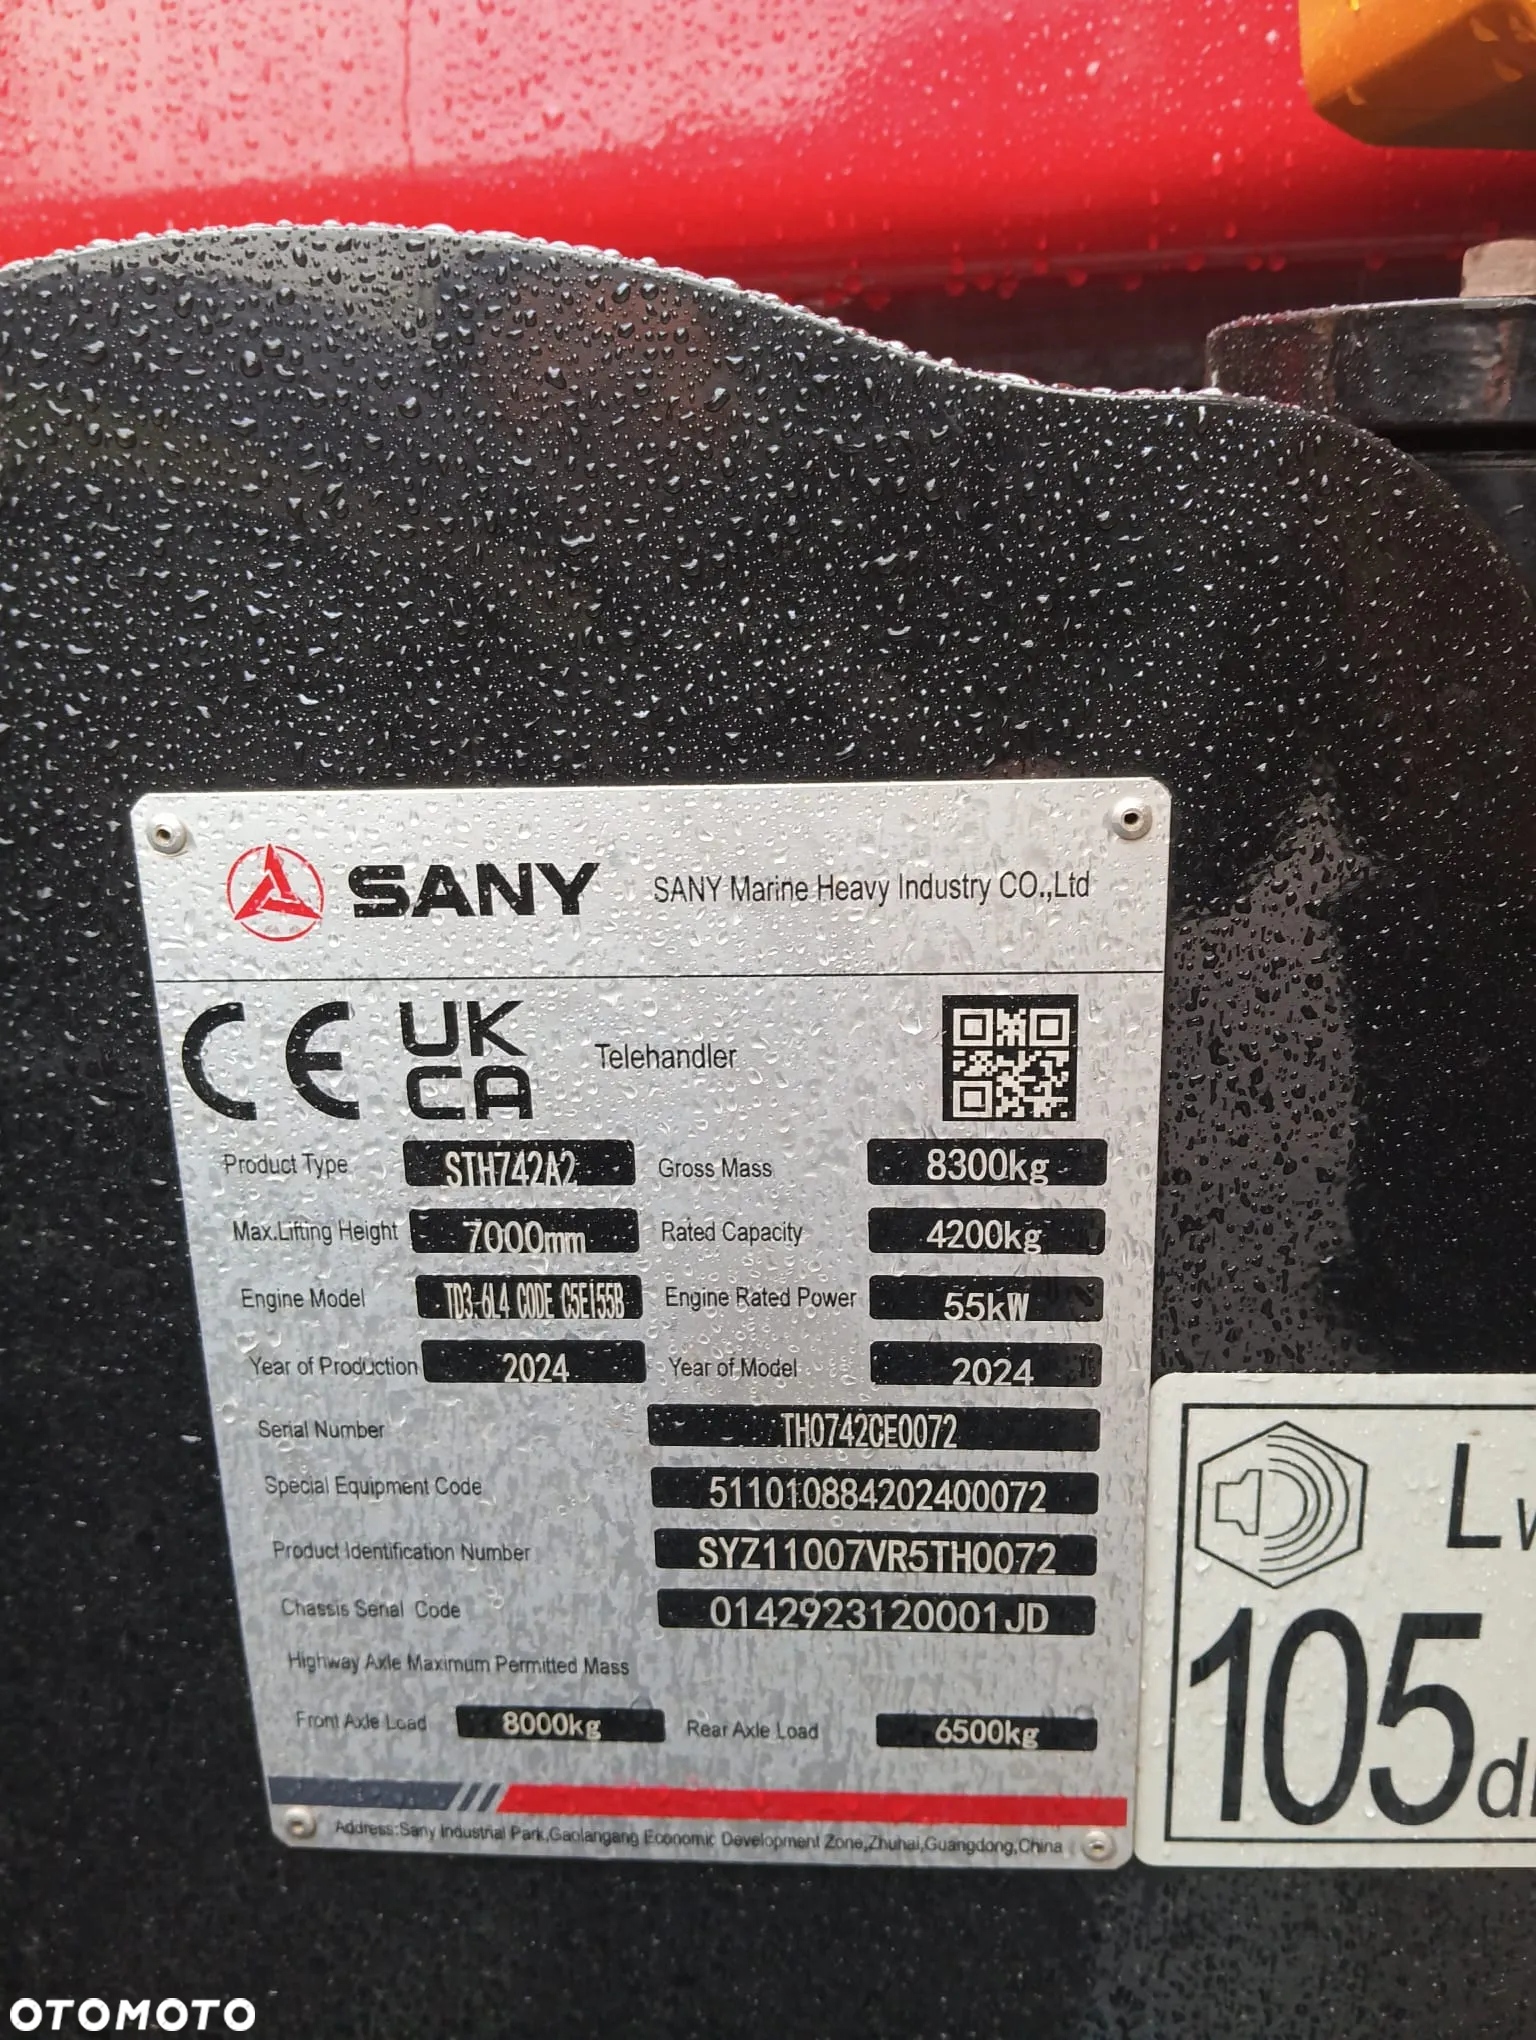 SANY SANY Marine Heavy Industry CO.,Ltd
CE UK CA Telehandler
Product Type STH742A2 Gross Mass 8300kg
Max.Lifting Height 7000mm Rated Capacity 4200kg
Engine Model TD3.6L4 CODE C5E155B Engine Rated Power 55kW
Year of Production 2024 Year of Model 2024
Serial Number TH0742CE0072
Special Equipment Code 511010884202400072
Product Identification Number SYZ11007VR5TH0072
Chassis Serial Code 0142923120001JD
Highway Axle Maximum Permitted Mass
Front Axle Load 8000kg Rear Axle Load 6500kg
Address:Sany Industrial Park,Gaolangang Economic Development Zone,Zhuhai,Guangdong,China
L
105
OTOMOTO